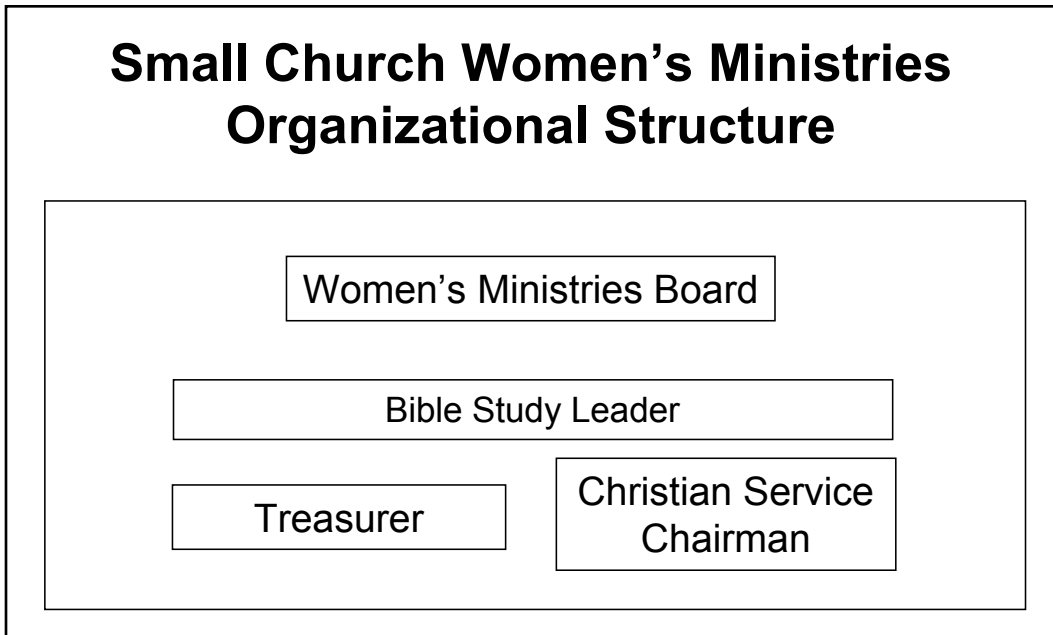 Small Church Women’s Ministries
Organizational Structure
Women’s Ministries Board
Bible Study Leader
Treasurer
Christian Service
Chairman